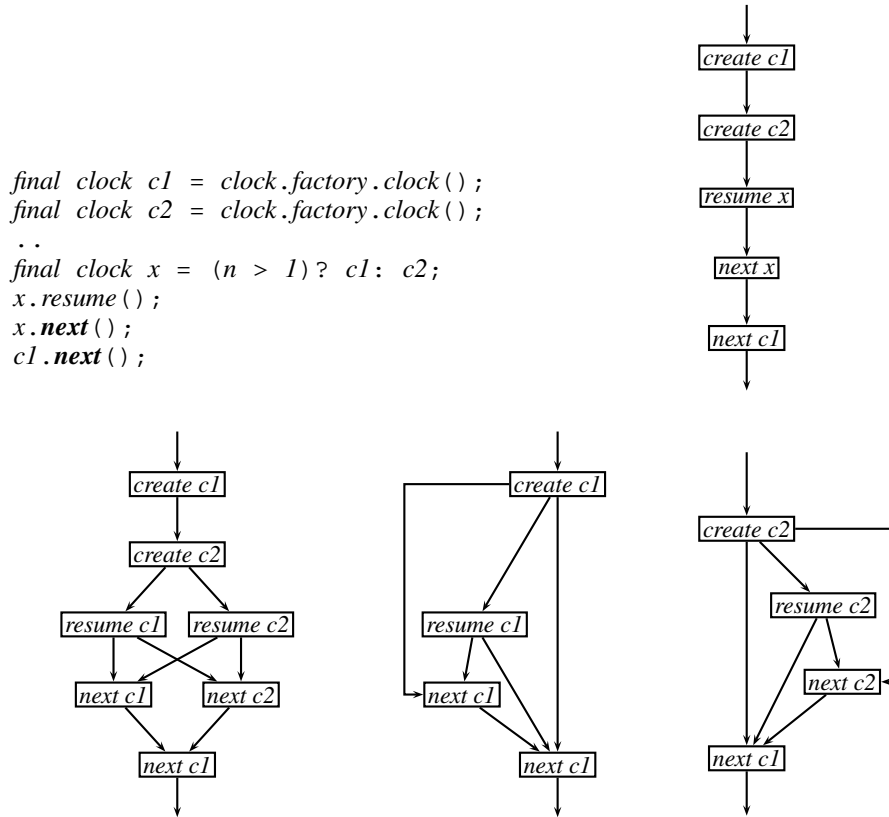 create c1
create c2
resume x
next x
next c1
final clock c1 = clock.factory.clock();
final clock c2 = clock.factory.clock();
..
final clock x = (n > 1)? c1: c2;
x.resume();
x.next();
c1.next();
create c1
create c2
resume c1 resume c2
next c1 next c2
next c1
create c1
resume c1
next c1
next c1
create c2
resume c2
next c2
next c1